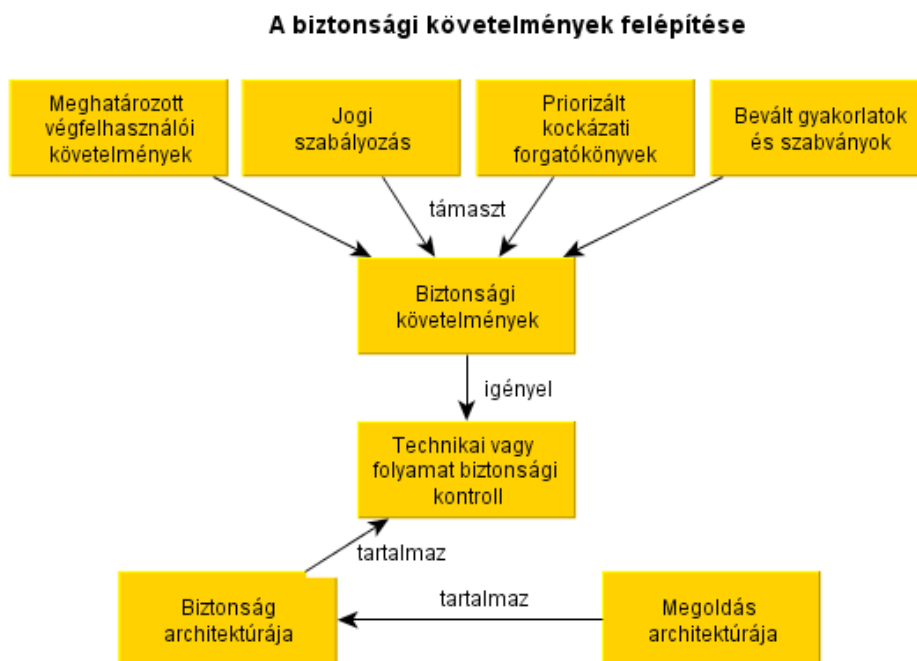 A biztonsági követelmények felépítése
Meghatározott
végfelhasználói
követelmények
Jogi
szabályozás
Priorizált
kockázati
forgatókönyvek
Bevált gyakorlatok
és szabványok
támaszt
Biztonsági
követelmények
igényel
Technikai vagy
folyamat biztonsági
kontroll
tartalmaz
Biztonság
architektúrája
tartalmaz
Megoldás
architektúrája